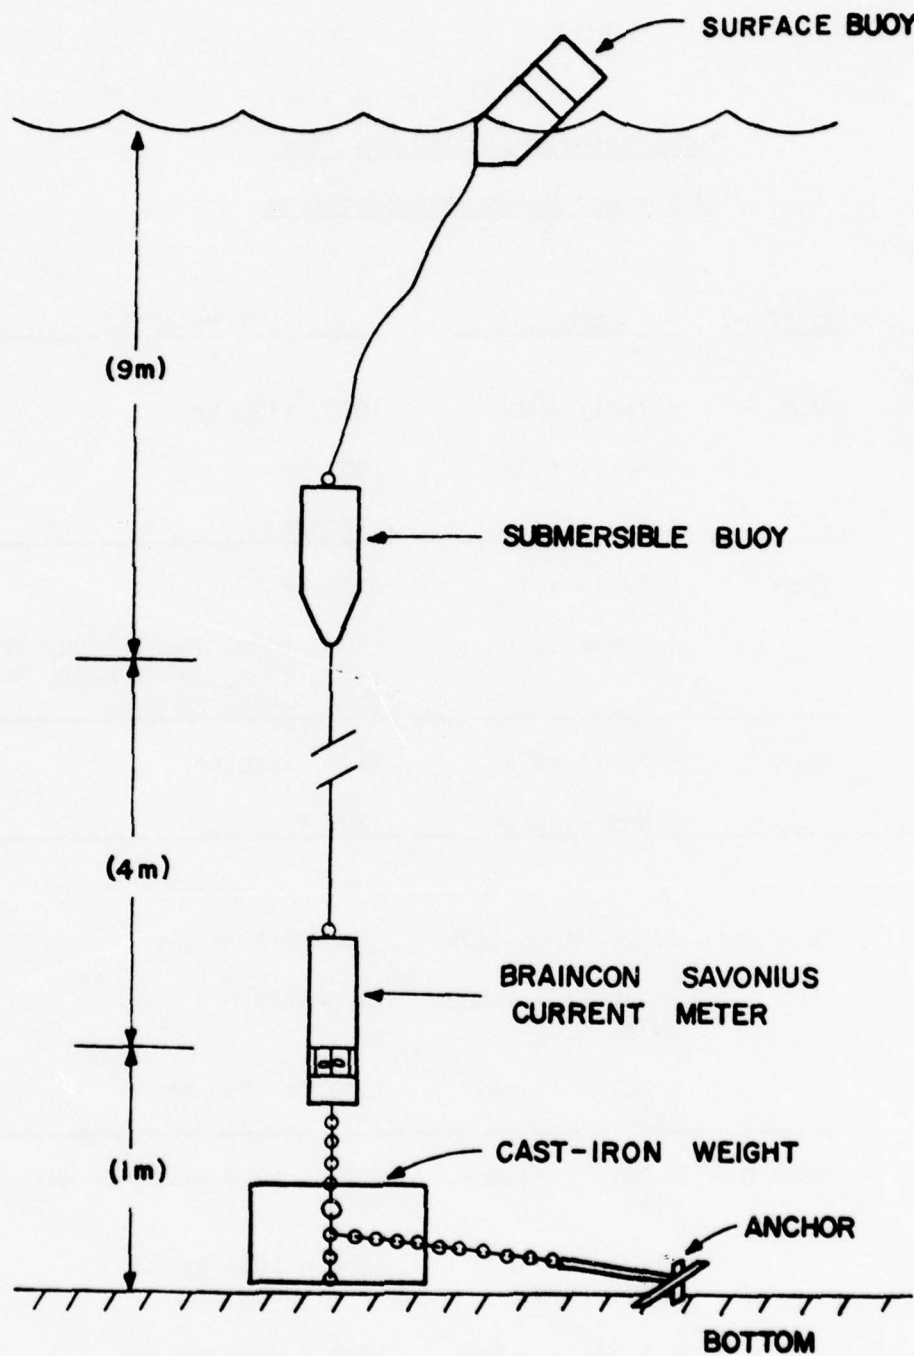 SURFACE BUOY
(9m)
SUBMERSIBLE BUOY
(4m)
BRAINCON SAVONIUS
CURRENT METER
CAST-IRON WEIGHT
(1m)
ANCHOR
BOTTOM